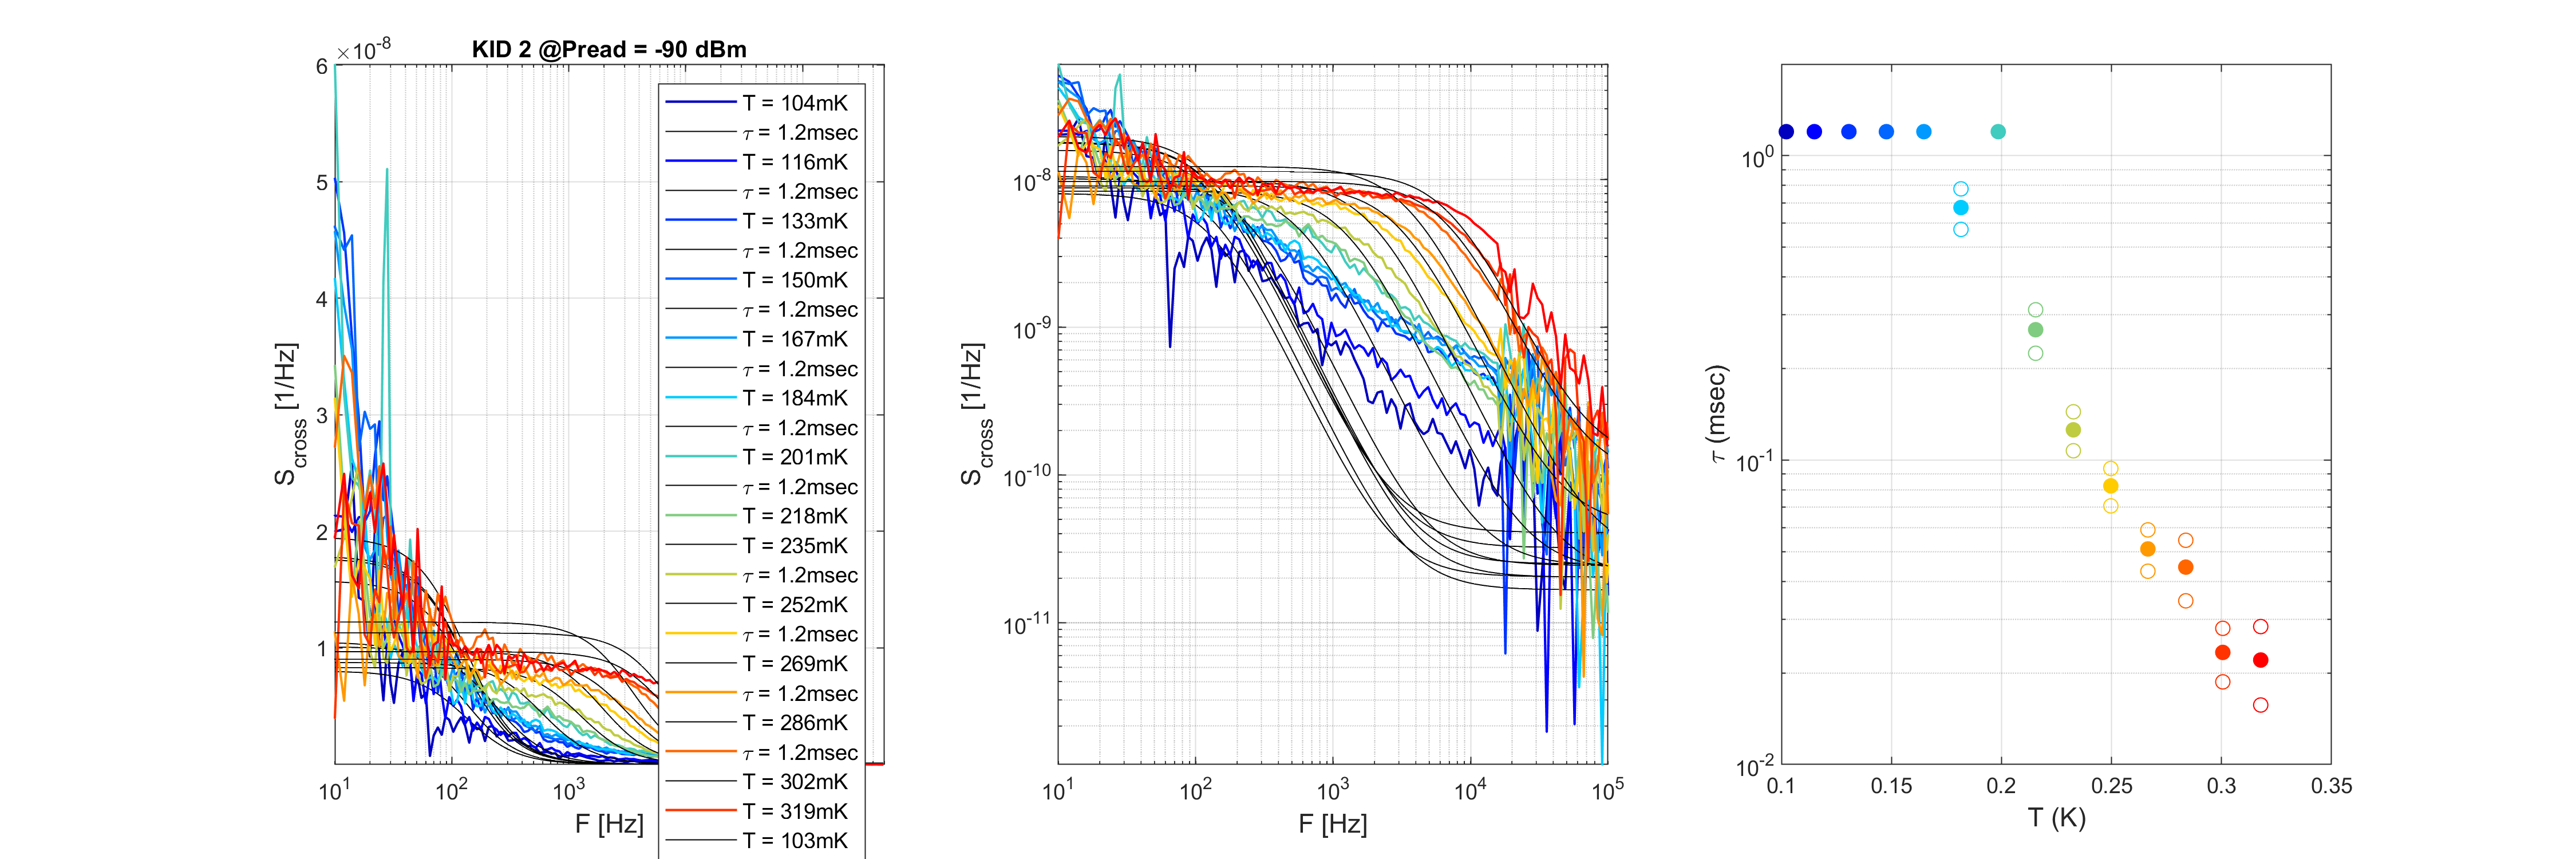 KID 2 @Pread = -90 dBm
×10⁻⁸
6
5
4
3
2
1
S_cross [1/Hz]
10¹ 10² 10³
F [Hz]
T = 104mK
τ = 1.2msec
T = 116mK
τ = 1.2msec
T = 133mK
τ = 1.2msec
T = 150mK
τ = 1.2msec
T = 167mK
τ = 1.2msec
T = 184mK
τ = 1.2msec
T = 201mK
τ = 1.2msec
T = 218mK
T = 235mK
τ = 1.2msec
T = 252mK
τ = 1.2msec
T = 269mK
τ = 1.2msec
T = 286mK
τ = 1.2msec
T = 302mK
T = 319mK
T = 103mK
10⁻⁸
10⁻⁹
10⁻¹⁰
10⁻¹¹
S_cross [1/Hz]
10¹ 10² 10³ 10⁴ 10⁵
F [Hz]
10⁰
10⁻¹
10⁻²
τ (msec)
0.1 0.15 0.2 0.25 0.3 0.35
T (K)